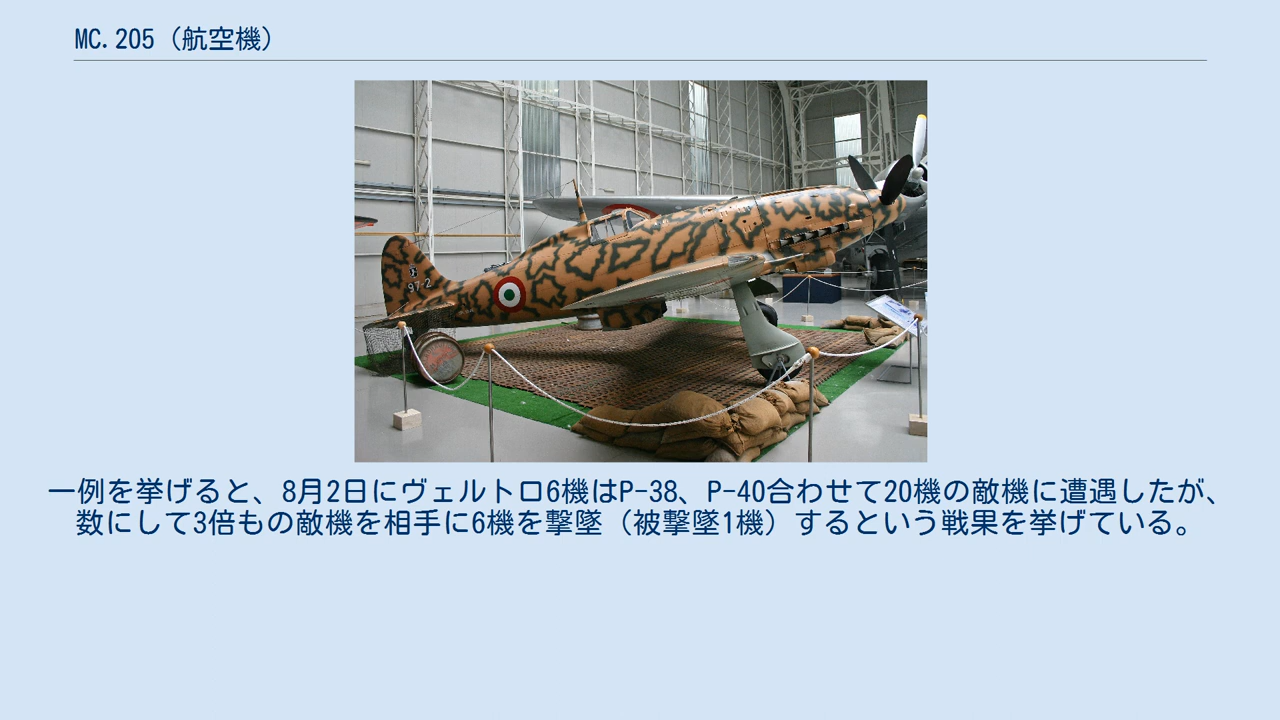 MC.205（航空機）
97-2
一例を挙げると、8月2日にヴェルトロ6機はP-38、P-40合わせて20機の敵機に遭遇したが、
数にして3倍もの敵機を相手に6機を撃墜（被撃墜1機）するという戦果を挙げている。